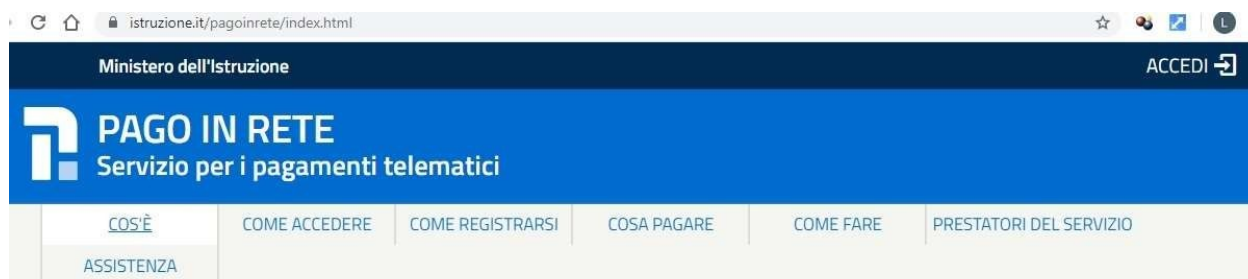 istruzione.it/pagoinrete/index.html
L
Ministero dell'Istruzione
ACCEDI
PAGO IN RETE
Servizio per i pagamenti telematici
COS'È
COME ACCEDERE
COME REGISTRARSI
COSA PAGARE
COME FARE
PRESTATORI DEL SERVIZIO
ASSISTENZA